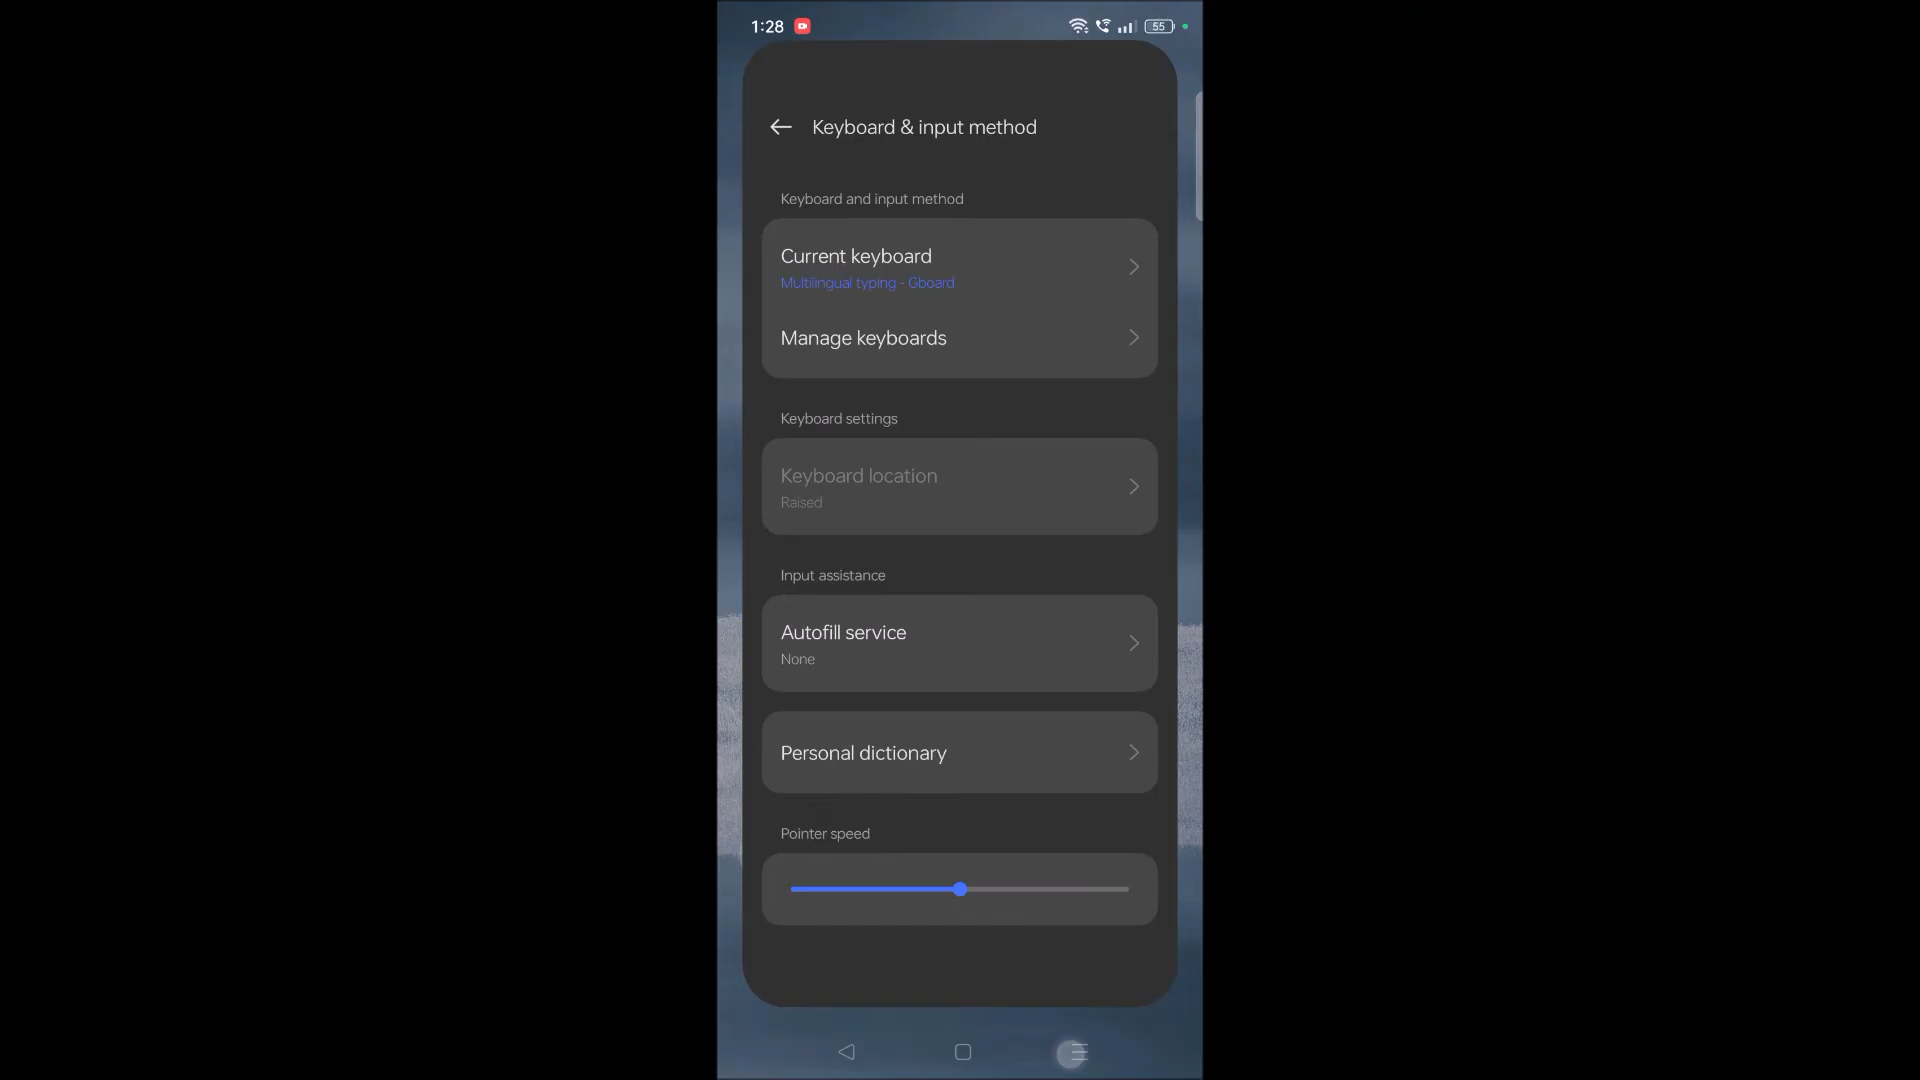 1:28
55
Keyboard & input method
Keyboard and input method
Current keyboard
Multilingual typing - Gboard
Manage keyboards
Keyboard settings
Keyboard location
Raised
Input assistance
Autofill service
None
Personal dictionary
Pointer speed